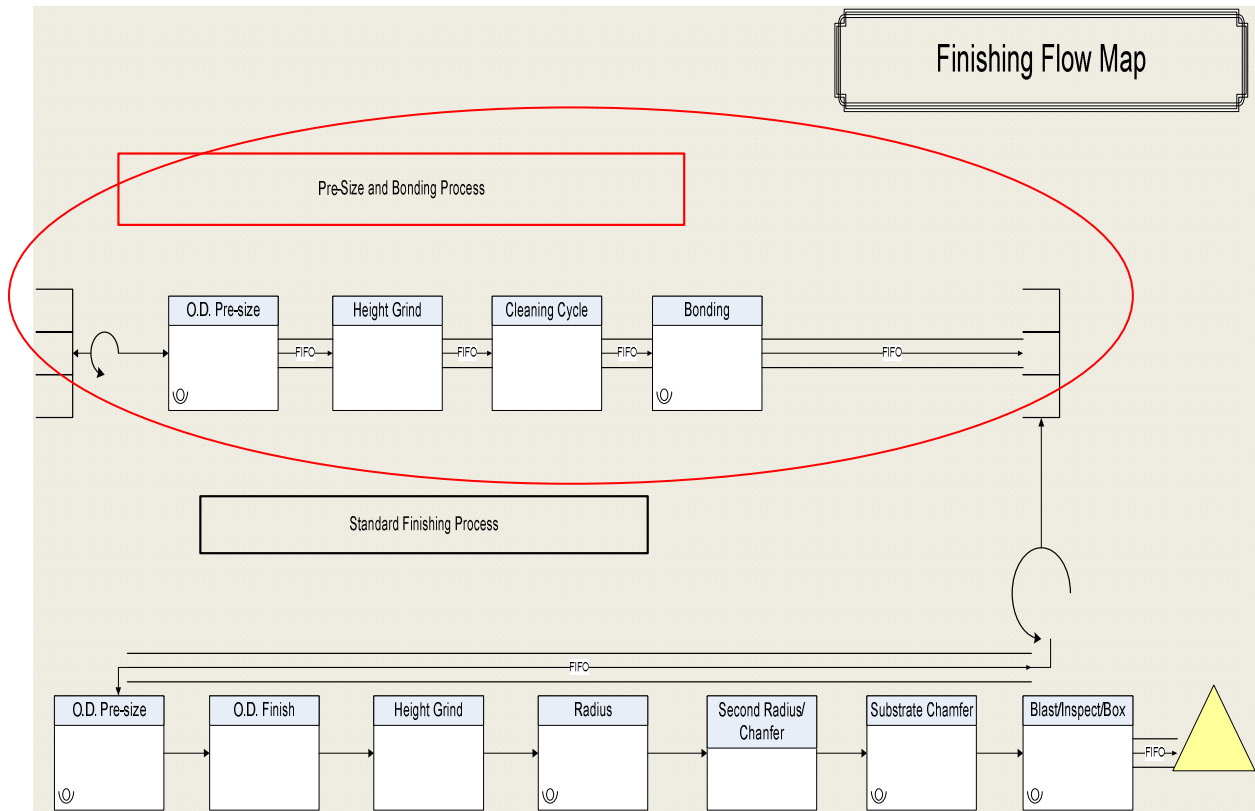 Finishing Flow Map
Pre-Size and Bonding Process
O.D. Pre-size
Height Grind
Cleaning Cycle
Bonding
FIFO
FIFO
FIFO
FIFO
Standard Finishing Process
FIFO
O.D. Pre-size
O.D. Finish
Height Grind
Radius
Second Radius/
Chanfer
Substrate Chamfer
Blast/Inspect/Box
FIFO